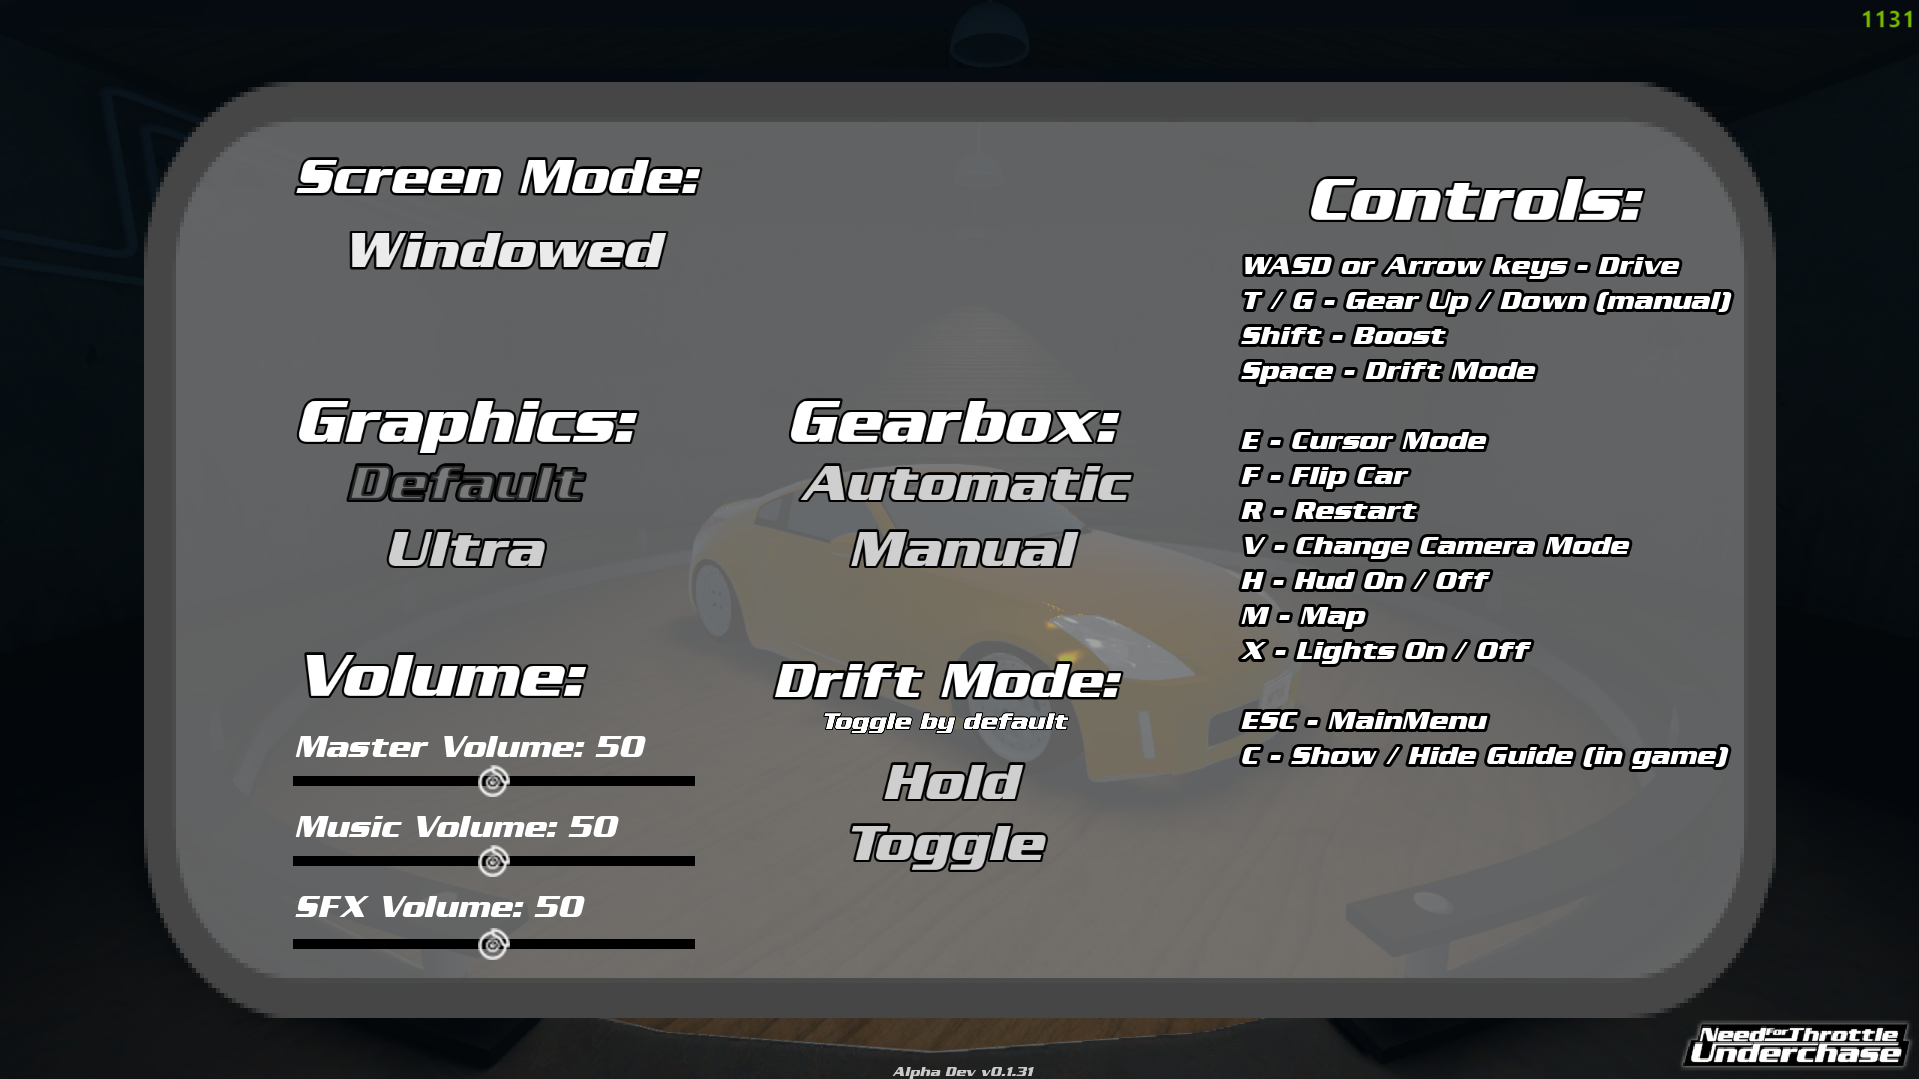 1131
Screen Mode:
Windowed
Graphics:
Default
Ultra
Volume:
Master Volume: 50
Music Volume: 50
SFX Volume: 50
Gearbox:
Automatic
Manual
Drift Mode:
Toggle by default
Hold
Toggle
Controls:
WASD or Arrow keys - Drive
T / G - Gear Up / Down (manual)
Shift - Boost
Space - Drift Mode
E - Cursor Mode
F - Flip Car
R - Restart
V - Change Camera Mode
H - Hud On / Off
M - Map
X - Lights On / Off
ESC - MainMenu
C - Show / Hide Guide (in game)
Need For Throttle
Underchase
Alpha Dev v0.1.31